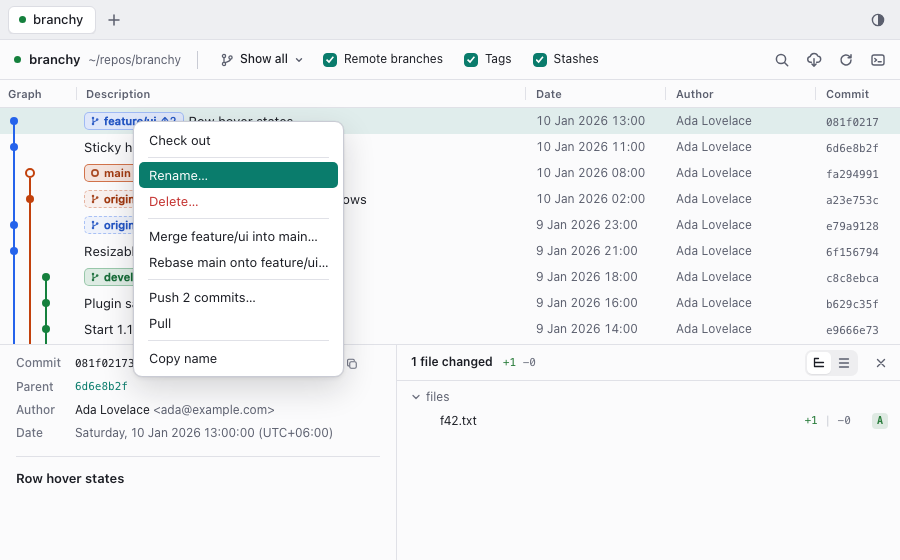 branchy
branchy ~/repos/branchy Show all Remote branches Tags Stashes
Graph Description Date Author Commit
feature/ui 2 Row hover states 10 Jan 2026 13:00 Ada Lovelace 081f0217
Sticky h 10 Jan 2026 11:00 Ada Lovelace 6d6e8b2f
main 10 Jan 2026 08:00 Ada Lovelace fa294991
origin ows 10 Jan 2026 02:00 Ada Lovelace a23e753c
origin 9 Jan 2026 23:00 Ada Lovelace e79a9128
Resizabl 9 Jan 2026 21:00 Ada Lovelace 6f156794
devel 9 Jan 2026 18:00 Ada Lovelace c8c8ebca
Plugin sa 9 Jan 2026 16:00 Ada Lovelace b629c35f
Start 1.1 9 Jan 2026 14:00 Ada Lovelace e9666e73
Check out
Rename...
Delete...
Merge feature/ui into main...
Rebase main onto feature/ui...
Push 2 commits...
Pull
Copy name
Commit 081f02173
Parent 6d6e8b2f
Author Ada Lovelace <ada@example.com>
Date Saturday, 10 Jan 2026 13:00:00 (UTC+06:00)
Row hover states
1 file changed +1 −0
files
f42.txt +1 | −0 A